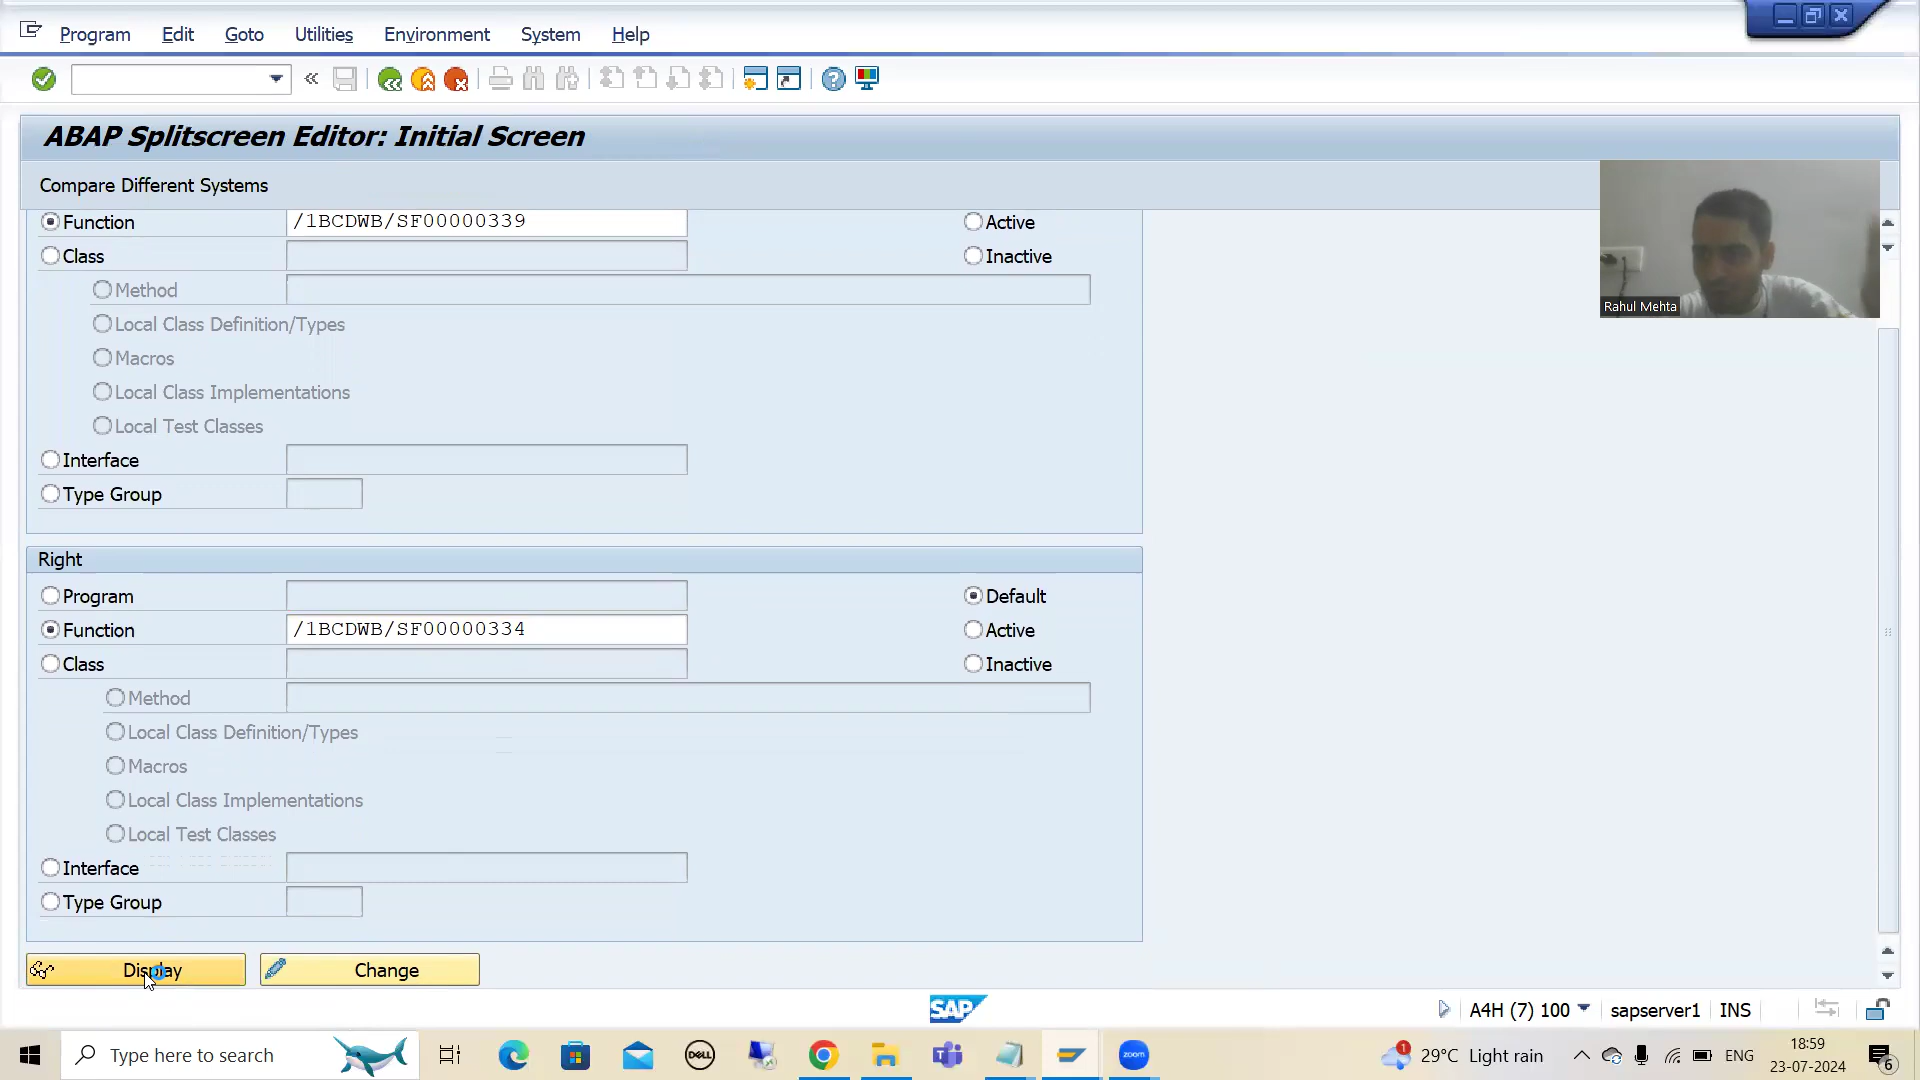 Program Edit Goto Utilities Environment System Help
ABAP Splitscreen Editor: Initial Screen
Compare Different Systems
Function /1BCDWB/SF00000339 Active
Class Inactive
Method
Local Class Definition/Types
Macros
Local Class Implementations
Local Test Classes
Interface
Type Group
Rahul Mehta
Right
Program Default
Function /1BCDWB/SF00000334 Active
Class Inactive
Method
Local Class Definition/Types
Macros
Local Class Implementations
Local Test Classes
Interface
Type Group
Display Change
SAP A4H (7) 100 sapserver1 INS
Type here to search DELL zoom 1 29°C Light rain ENG 18:59 23-07-2024 6